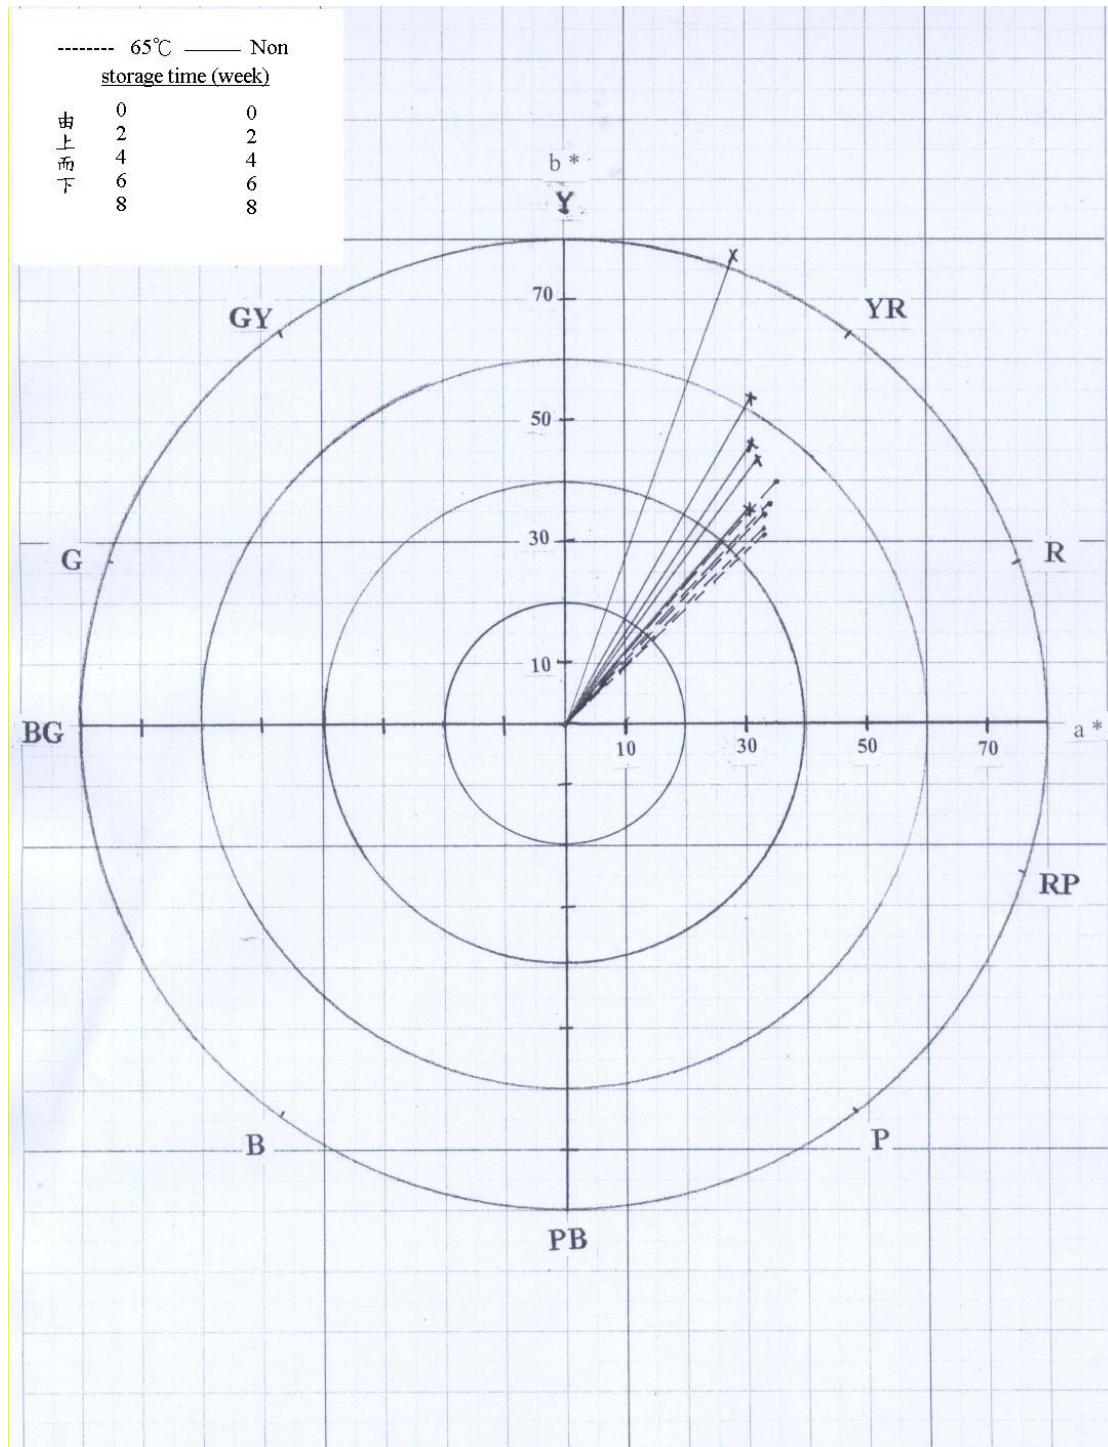 -------- 65℃ ——— Non
storage time (week)
由上而下
0 0
2 2
4 4
6 6
8 8
b *
Y
70
YR
GY
50
30
G
R
10
BG
a *
10 30 50 70
RP
B
P
PB